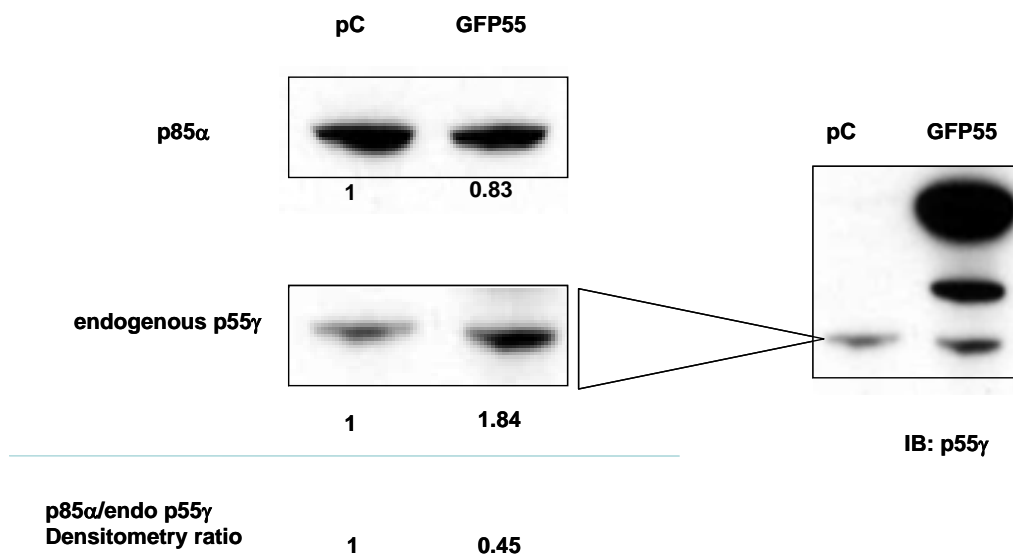 pC GFP55
p85α
1 0.83
endogenous p55γ
1 1.84
p85α/endo p55γ
Densitometry ratio
1 0.45
pC GFP55
IB: p55γ